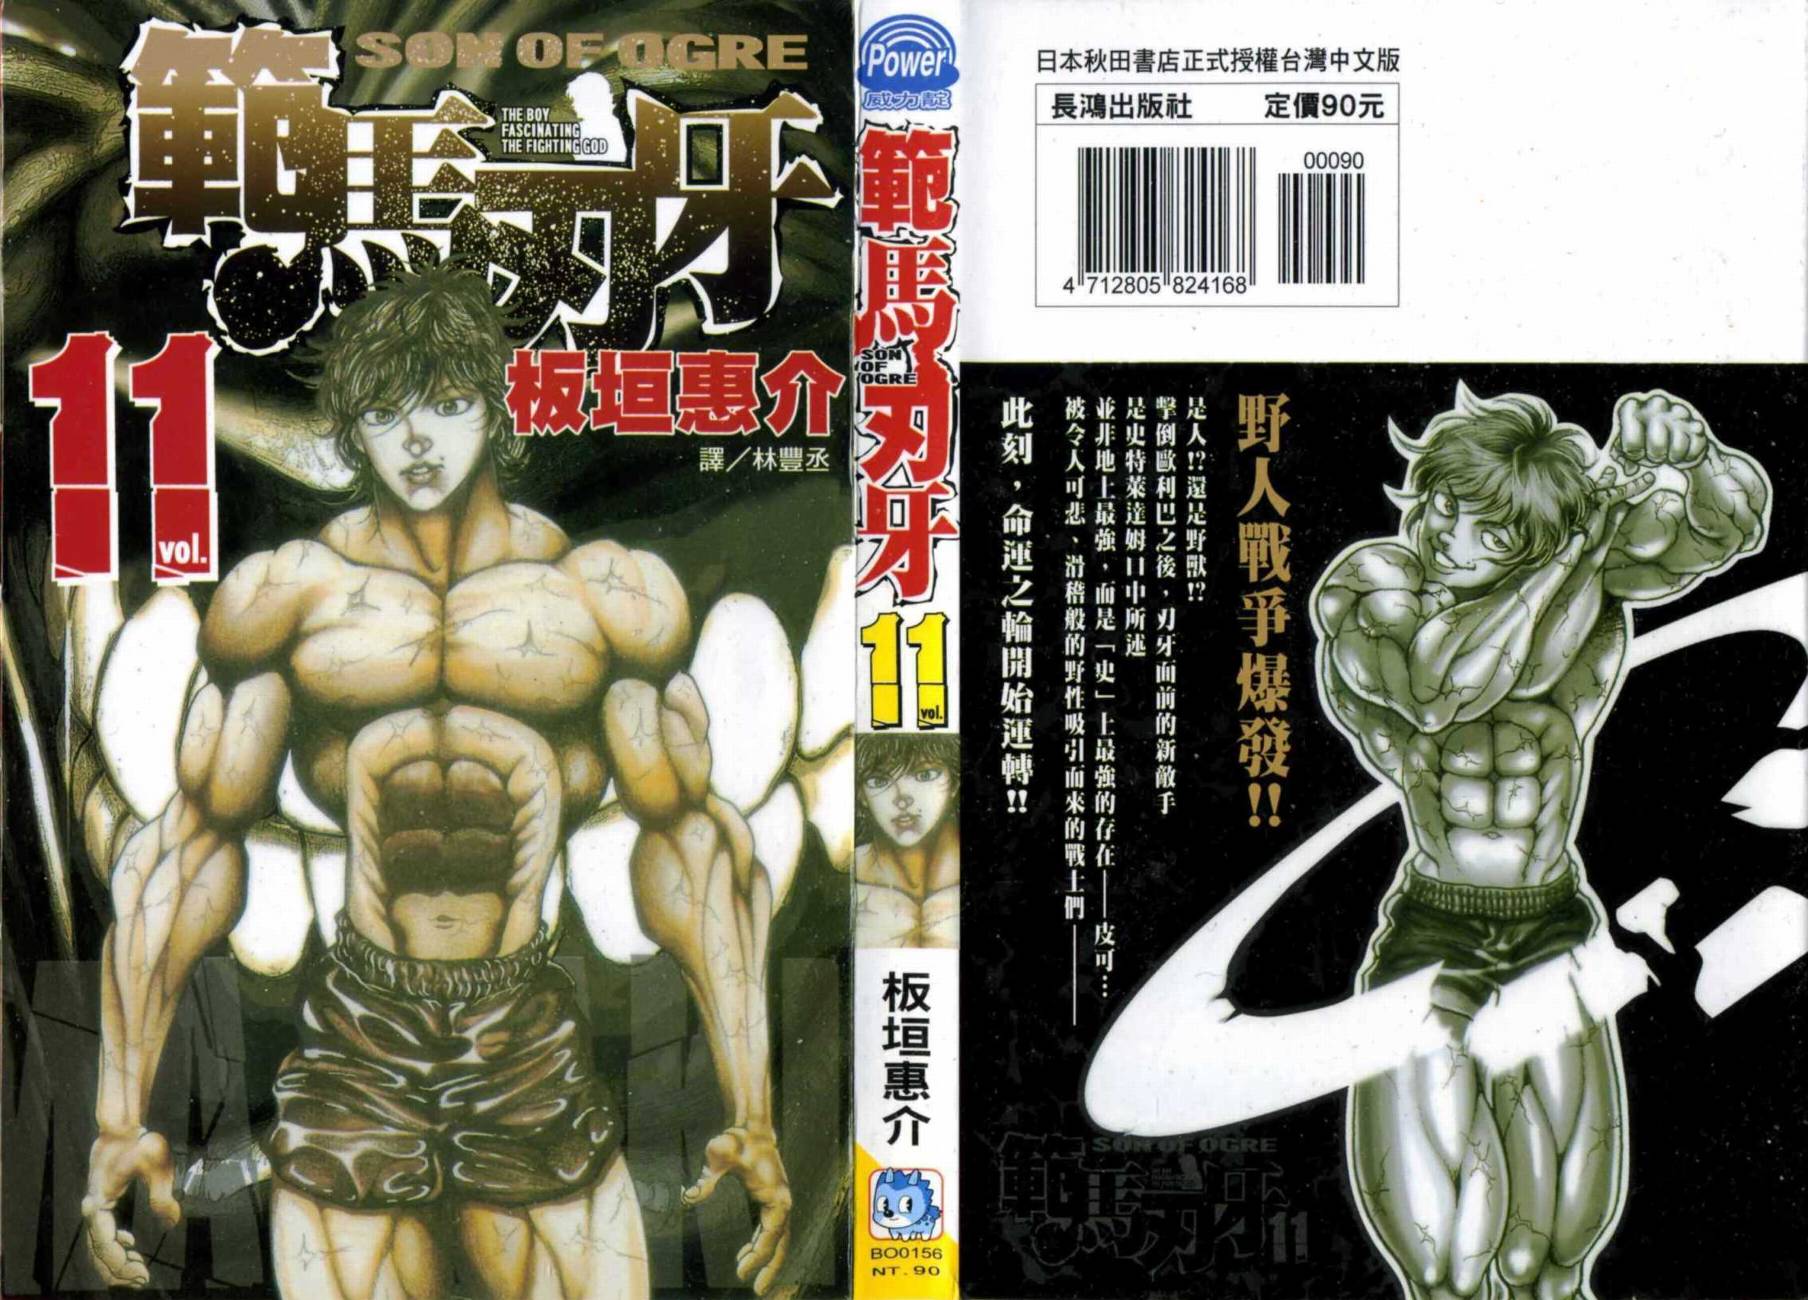 SON OF OGRE
範馬刃牙
THE BOY
FASCINATING
THE FIGHTING GOD
11
vol.
板垣惠介
譯／林豐丞
Power
威力誌
範馬刃牙
SON
OF
OGRE
11
vol.
板垣惠介
BO0156
NT.90
日本秋田書店正式授權台灣中文版
長鴻出版社 定價90元
00090
4 712805 824168
野人戰爭爆發!!
是人!?還是野獸!?
擊倒歐利巴之後，刃牙面前的新敵手
是史特萊達姆口中所述
並非地上最強，而是「史」上最強的存在——皮可…
被令人可悲、滑稽般的野性吸引而來的戰士們———
此刻，命運之輪開始運轉!!
SON OF OGRE
範馬刃牙11